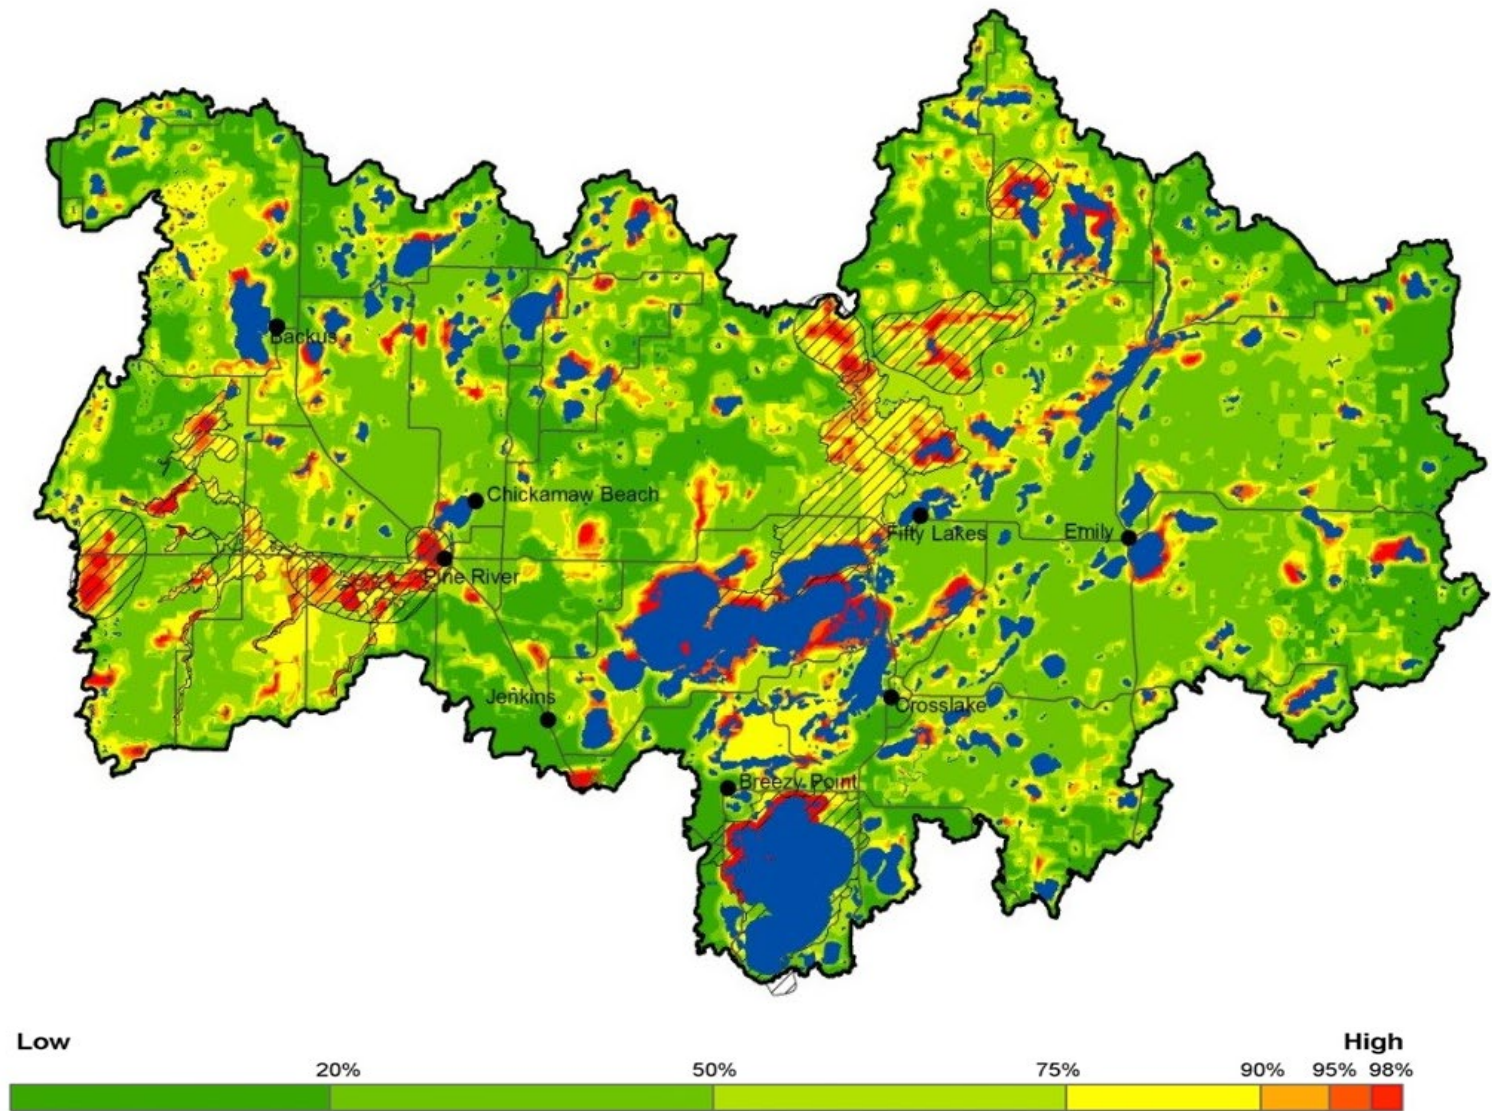 Backus
Chickamaw Beach
Fifty Lakes
Emily
Pine River
Jenkins
Crosslake
Breezy Point
Low
High
20%
50%
75%
90%
95%
98%